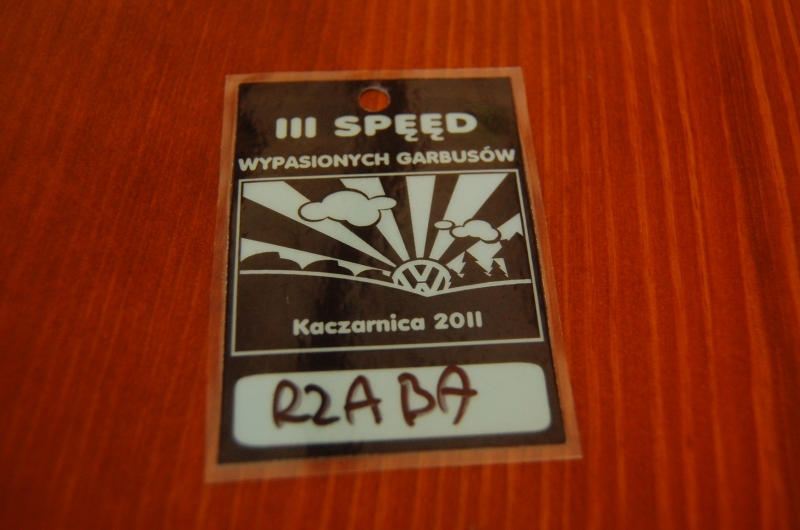 III SPĘĘD
WYPASIONYCH GARBUSÓW
VW
Kaczarnica 2011
RZABA